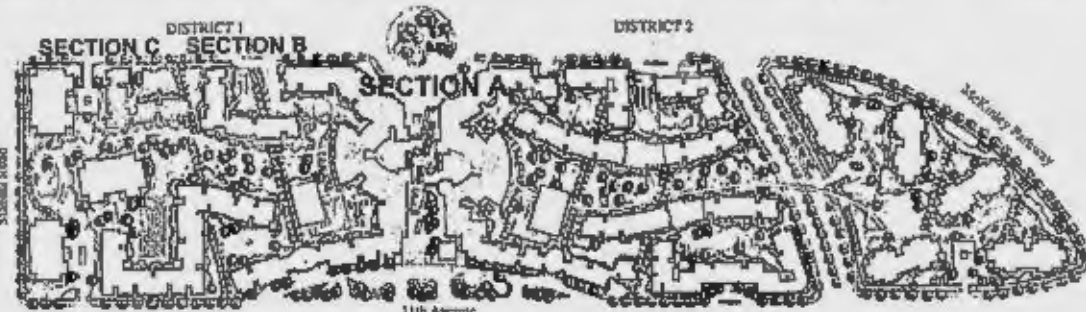 DISTRICT 1
DISTRICT 2
SECTION C
SECTION B
SECTION A
McKinley Parkway
11th Avenue